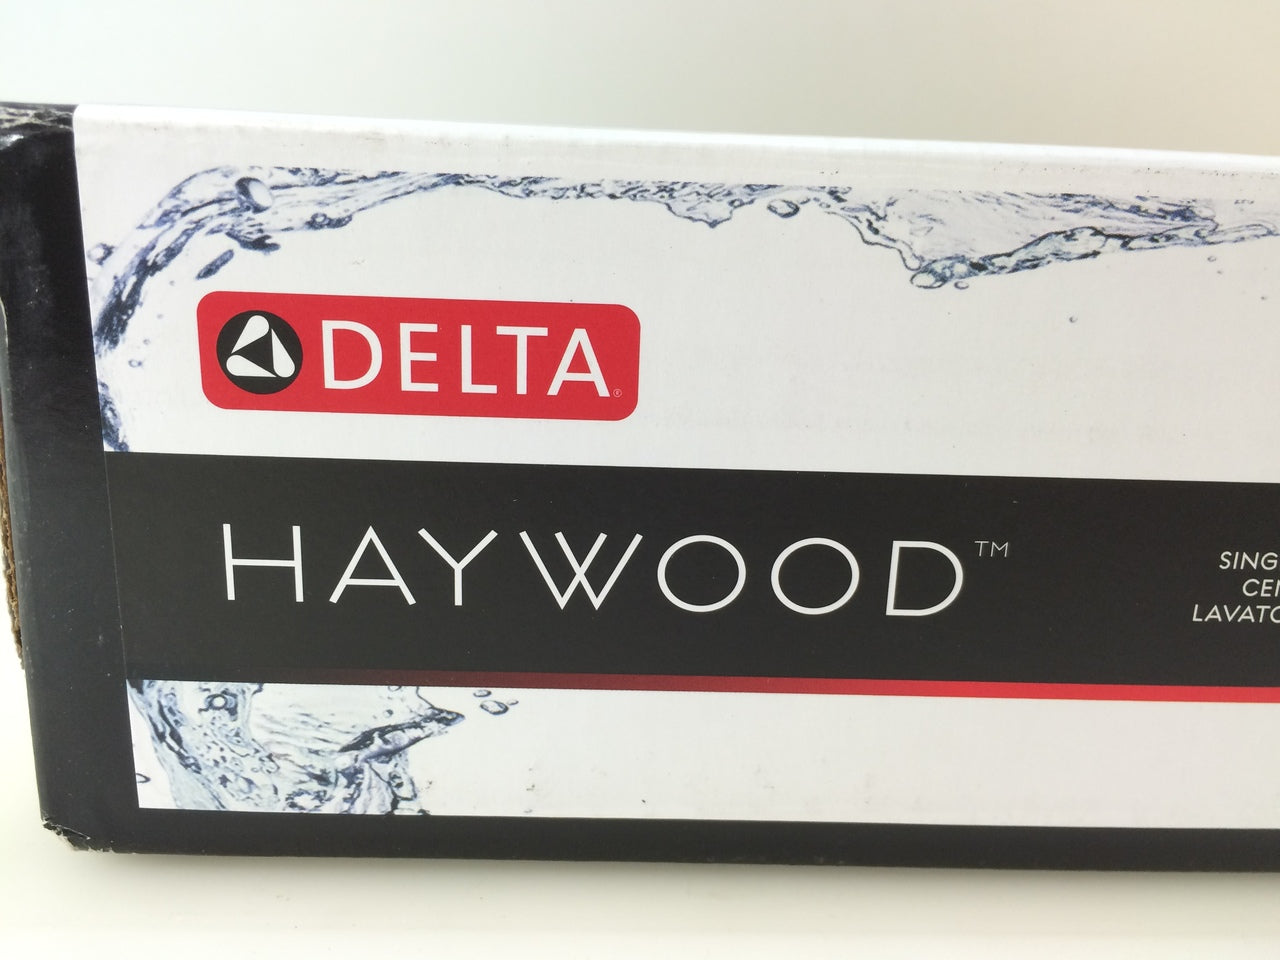 DELTA®
HAYWOOD™
SING
CEN
LAVATO